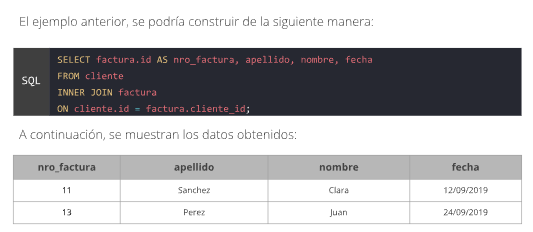 El ejemplo anterior, se podría construir de la siguiente manera:
SQL
SELECT factura.id AS nro_factura, apellido, nombre, fecha
FROM cliente
INNER JOIN factura
ON cliente.id = factura.cliente_id;
A continuación, se muestran los datos obtenidos:
nro_factura apellido nombre fecha
11 Sanchez Clara 12/09/2019
13 Perez Juan 24/09/2019